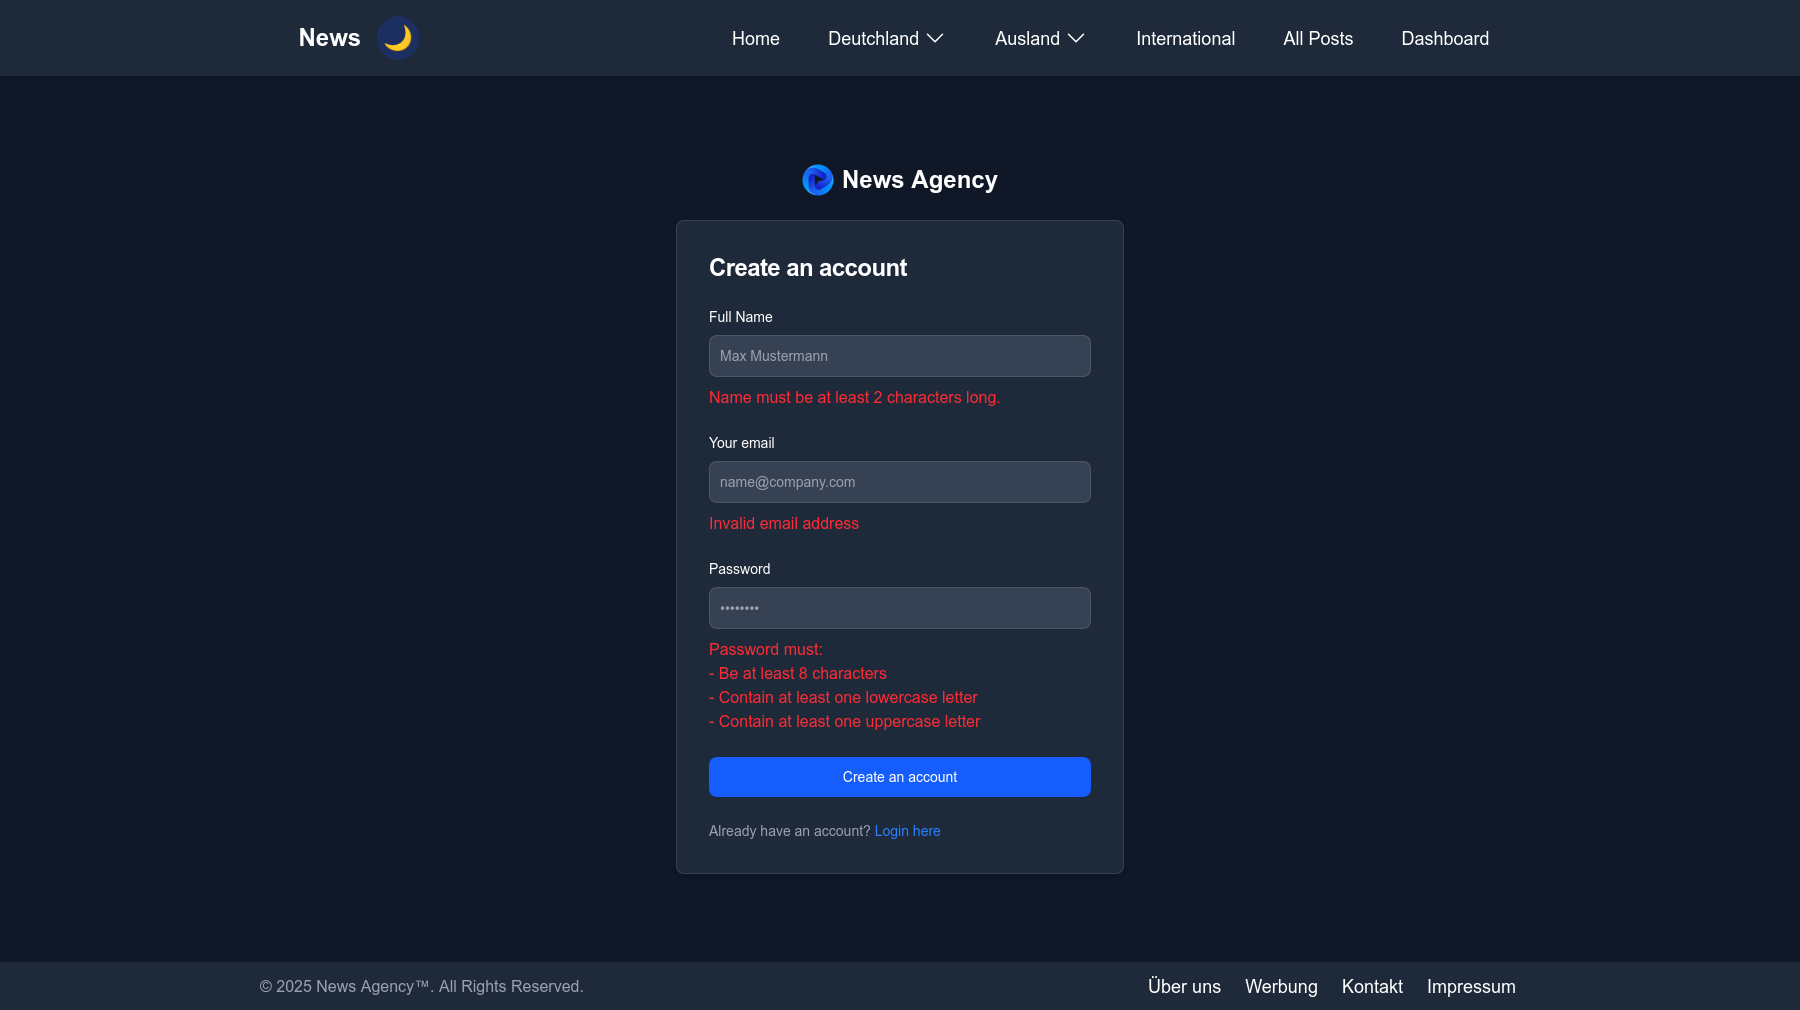 News
Home Deutchland Ausland International All Posts Dashboard
News Agency
Create an account
Full Name
Max Mustermann
Name must be at least 2 characters long.
Your email
name@company.com
Invalid email address
Password
••••••••
Password must:
- Be at least 8 characters
- Contain at least one lowercase letter
- Contain at least one uppercase letter
Create an account
Already have an account? Login here
© 2025 News Agency™. All Rights Reserved.
Über uns Werbung Kontakt Impressum